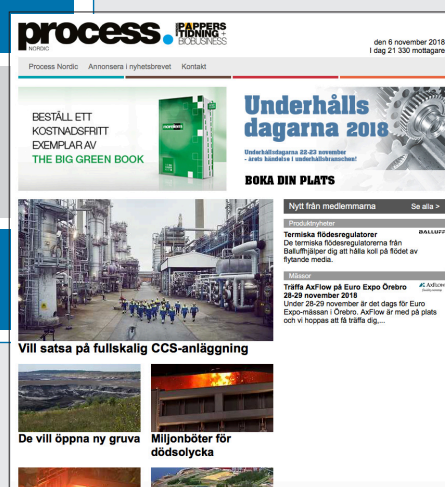 process.
NORDIC
PAPPERS
TIDNING +
BIOBUSINESS
den 6 november 2018
I dag 21 330 mottagare
Process Nordic Annonsera i nyhetsbrevet Kontakt
BESTÄLL ETT
KOSTNADSFRITT
EXEMPLAR AV
THE BIG GREEN BOOK
Underhålls
dagarna 2018
Underhållsdagarna 22-23 november
- årets händelse i underhållsbranschen!
BOKA DIN PLATS
Vill satsa på fullskalig CCS-anläggning
De vill öppna ny gruva
Miljonböter för
dödsolycka
Nytt från medlemmarna Se alla >
Produktnyheter
Termiska flödesregulatorer
BALLUFF
De termiska flödesregulatorerna från
Balluffhjälper dig att hålla koll på flödet av
flytande media.
Mässor
Träffa AxFlow på Euro Expo Örebro
28-29 november 2018
AxFlow
Under 28-29 november är det dags för Euro
Expo-mässan i Örebro. AxFlow är med på plats
och vi hoppas att få träffa dig,...